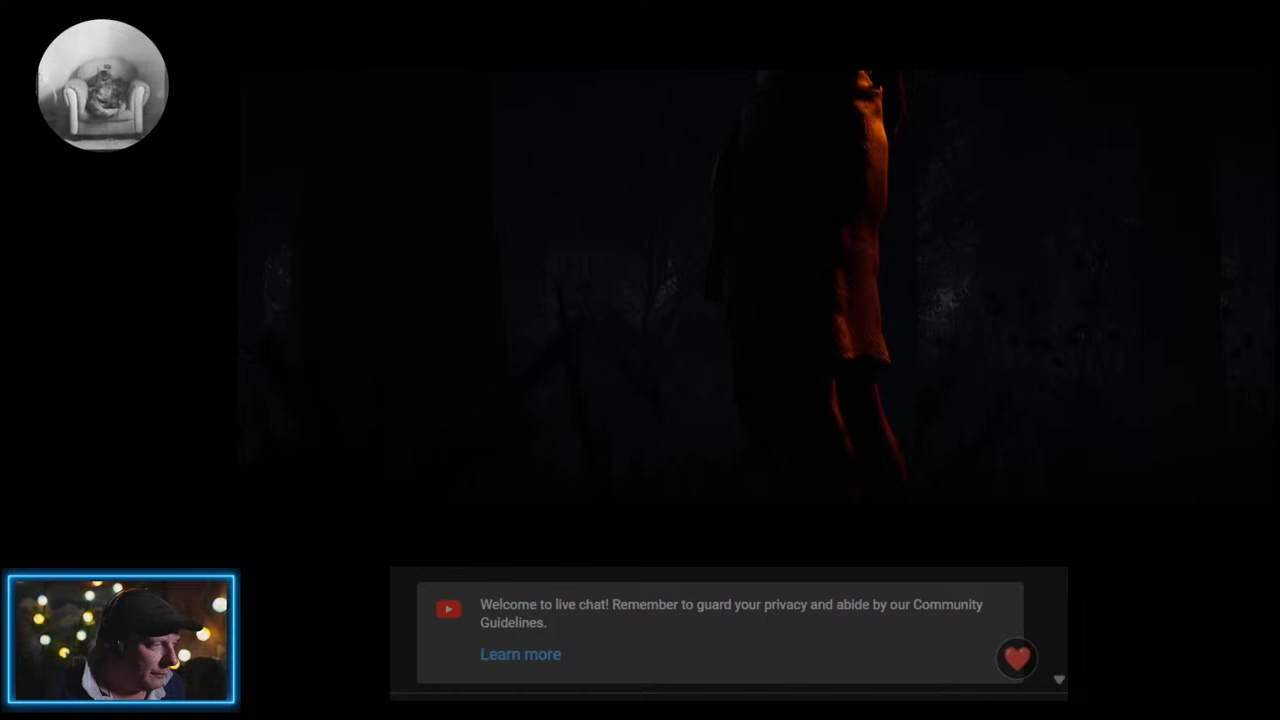 Welcome to live chat! Remember to guard your privacy and abide by our Community
Guidelines.
Learn more